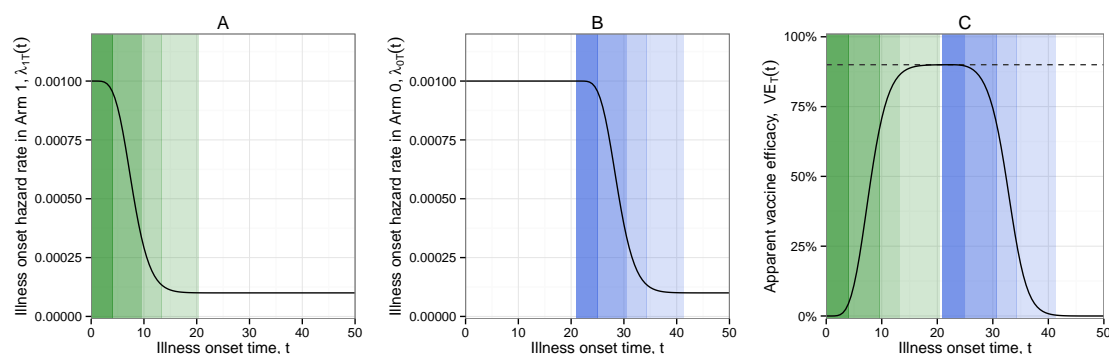 A
Illness onset hazard rate in Arm 1, λ1T(t)
0.00100
0.00075
0.00050
0.00025
0.00000
0 10 20 30 40 50
Illness onset time, t
B
Illness onset hazard rate in Arm 0, λ0T(t)
0.00100
0.00075
0.00050
0.00025
0.00000
0 10 20 30 40 50
Illness onset time, t
C
Apparent vaccine efficacy, VET(t)
100%
75%
50%
25%
0%
0 10 20 30 40 50
Illness onset time, t